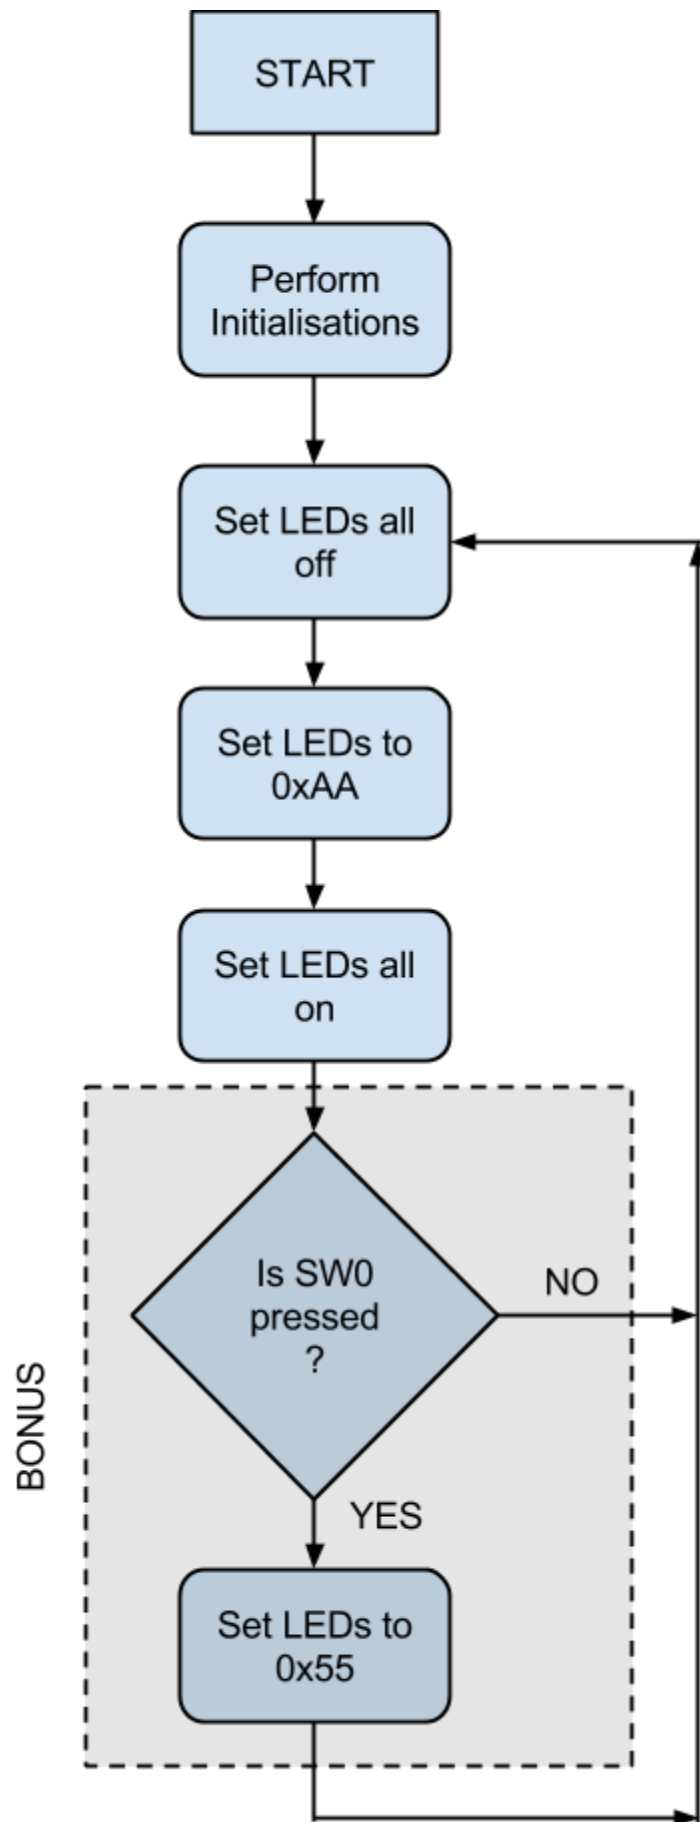 START
Perform
Initialisations
Set LEDs all
off
Set LEDs to
0xAA
Set LEDs all
on
Is SW0
pressed
?
NO
BONUS
YES
Set LEDs to
0x55